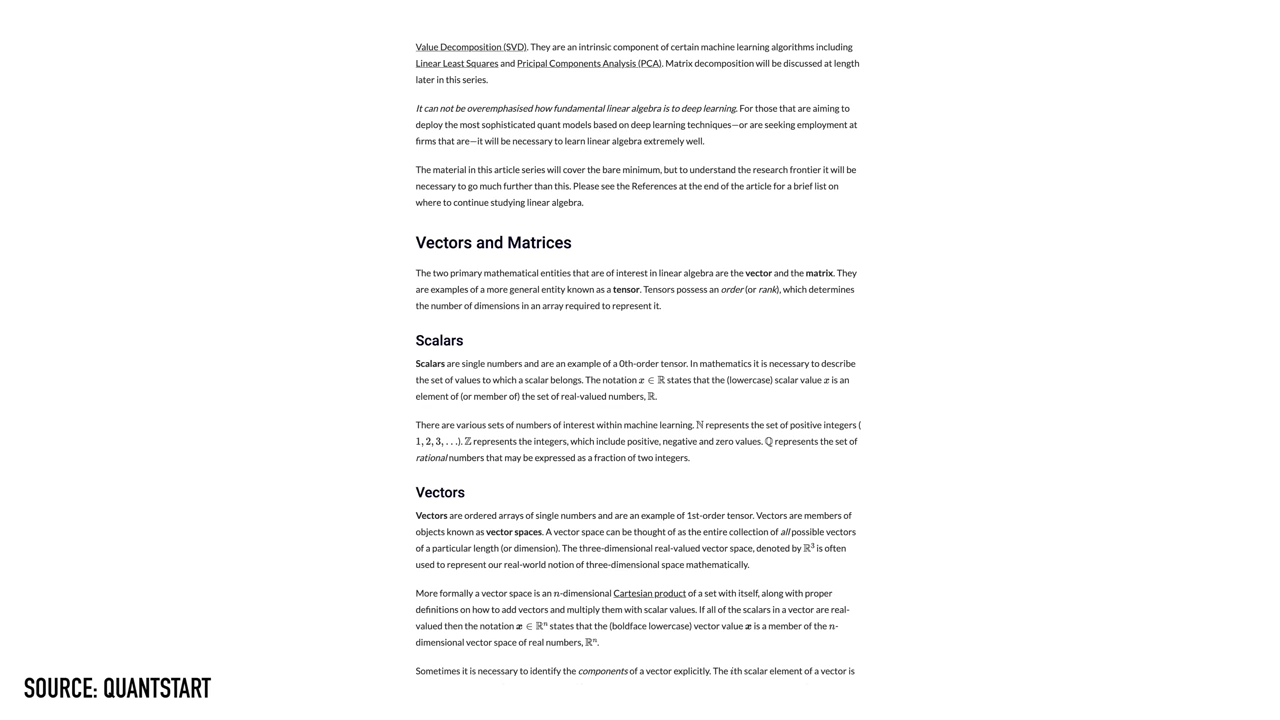 Value Decomposition (SVD). They are an intrinsic component of certain machine learning algorithms including
Linear Least Squares and Pricipal Components Analysis (PCA). Matrix decomposition will be discussed at length
later in this series.
It can not be overemphasised how fundamental linear algebra is to deep learning. For those that are aiming to
deploy the most sophisticated quant models based on deep learning techniques—or are seeking employment at
firms that are—it will be necessary to learn linear algebra extremely well.
The material in this article series will cover the bare minimum, but to understand the research frontier it will be
necessary to go much further than this. Please see the References at the end of the article for a brief list on
where to continue studying linear algebra.
Vectors and Matrices
The two primary mathematical entities that are of interest in linear algebra are the vector and the matrix. They
are examples of a more general entity known as a tensor. Tensors possess an order (or rank), which determines
the number of dimensions in an array required to represent it.
Scalars
Scalars are single numbers and are an example of a 0th-order tensor. In mathematics it is necessary to describe
the set of values to which a scalar belongs. The notation x ∈ ℝ states that the (lowercase) scalar value x is an
element of (or member of) the set of real-valued numbers, ℝ.
There are various sets of numbers of interest within machine learning. ℕ represents the set of positive integers (
1, 2, 3, . . .). ℤ represents the integers, which include positive, negative and zero values. ℚ represents the set of
rational numbers that may be expressed as a fraction of two integers.
Vectors
Vectors are ordered arrays of single numbers and are an example of 1st-order tensor. Vectors are members of
objects known as vector spaces. A vector space can be thought of as the entire collection of all possible vectors
of a particular length (or dimension). The three-dimensional real-valued vector space, denoted by ℝ³ is often
used to represent our real-world notion of three-dimensional space mathematically.
More formally a vector space is an n-dimensional Cartesian product of a set with itself, along with proper
definitions on how to add vectors and multiply them with scalar values. If all of the scalars in a vector are real-
valued then the notation x ∈ ℝⁿ states that the (boldface lowercase) vector value x is a member of the n-
dimensional vector space of real numbers, ℝⁿ.
Sometimes it is necessary to identify the components of a vector explicitly. The ith scalar element of a vector is
SOURCE: QUANTSTART